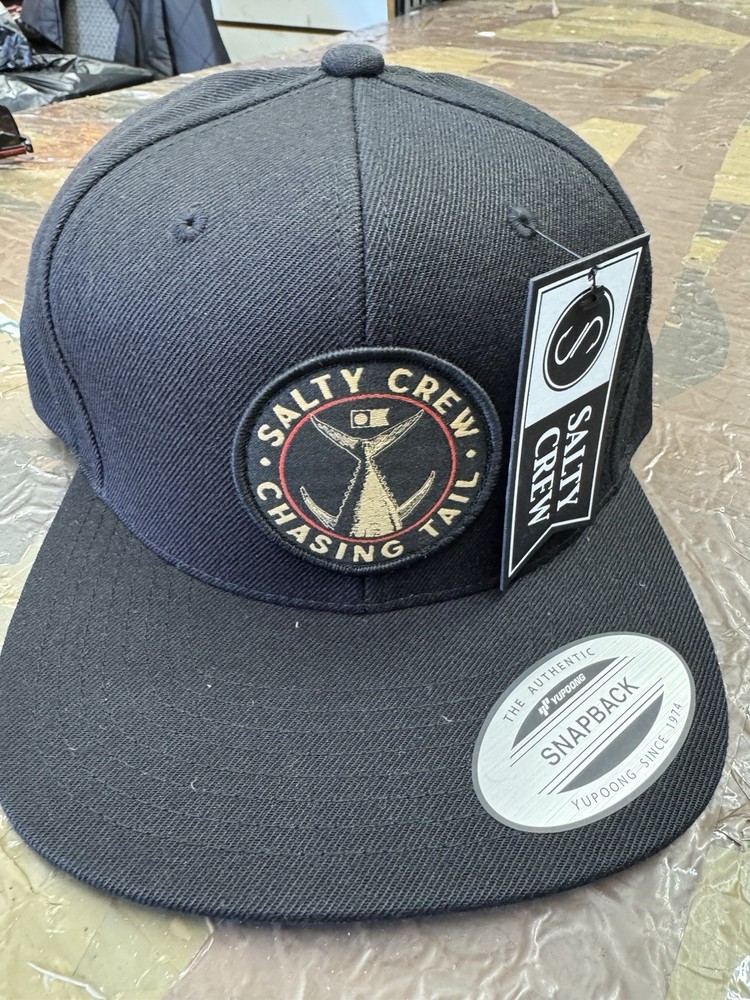 SALTY CREW
CHASING TAIL
S
SALTY
CREW
THE AUTHENTIC
YUPOONG
SNAPBACK
YUPOONG-SINCE 1974